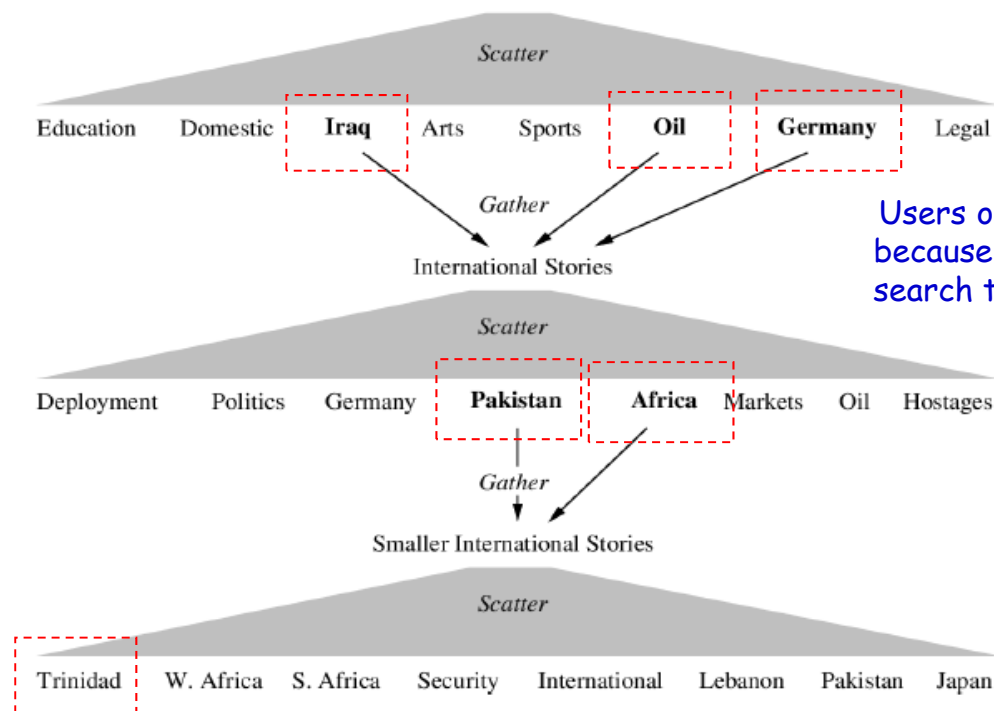 Scatter
Education Domestic Iraq Arts Sports Oil Germany Legal
Gather
Users o
because
search t
International Stories
Scatter
Deployment Politics Germany Pakistan Africa Markets Oil Hostages
Gather
Smaller International Stories
Scatter
Trinidad W. Africa S. Africa Security International Lebanon Pakistan Japan